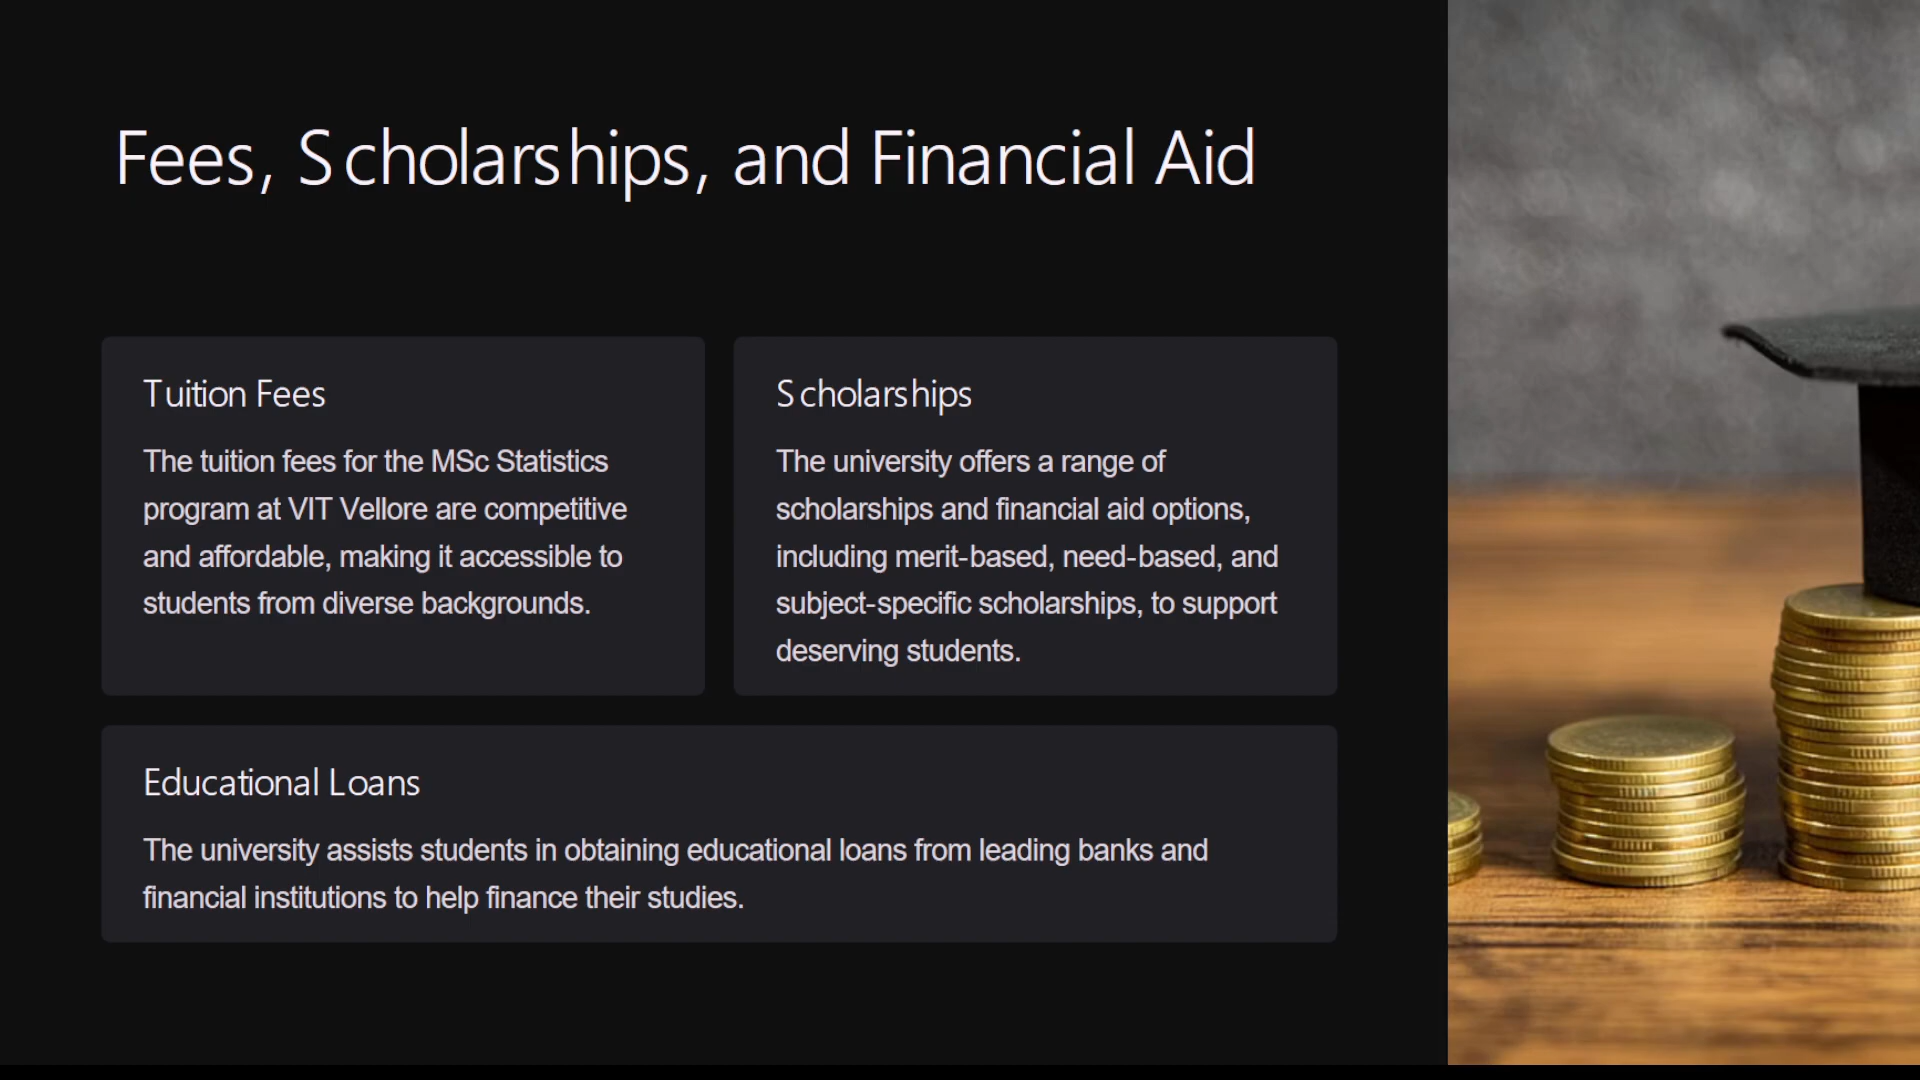 Fees, Scholarships, and Financial Aid
Tuition Fees
The tuition fees for the MSc Statistics
program at VIT Vellore are competitive
and affordable, making it accessible to
students from diverse backgrounds.
Scholarships
The university offers a range of
scholarships and financial aid options,
including merit-based, need-based, and
subject-specific scholarships, to support
deserving students.
Educational Loans
The university assists students in obtaining educational loans from leading banks and
financial institutions to help finance their studies.